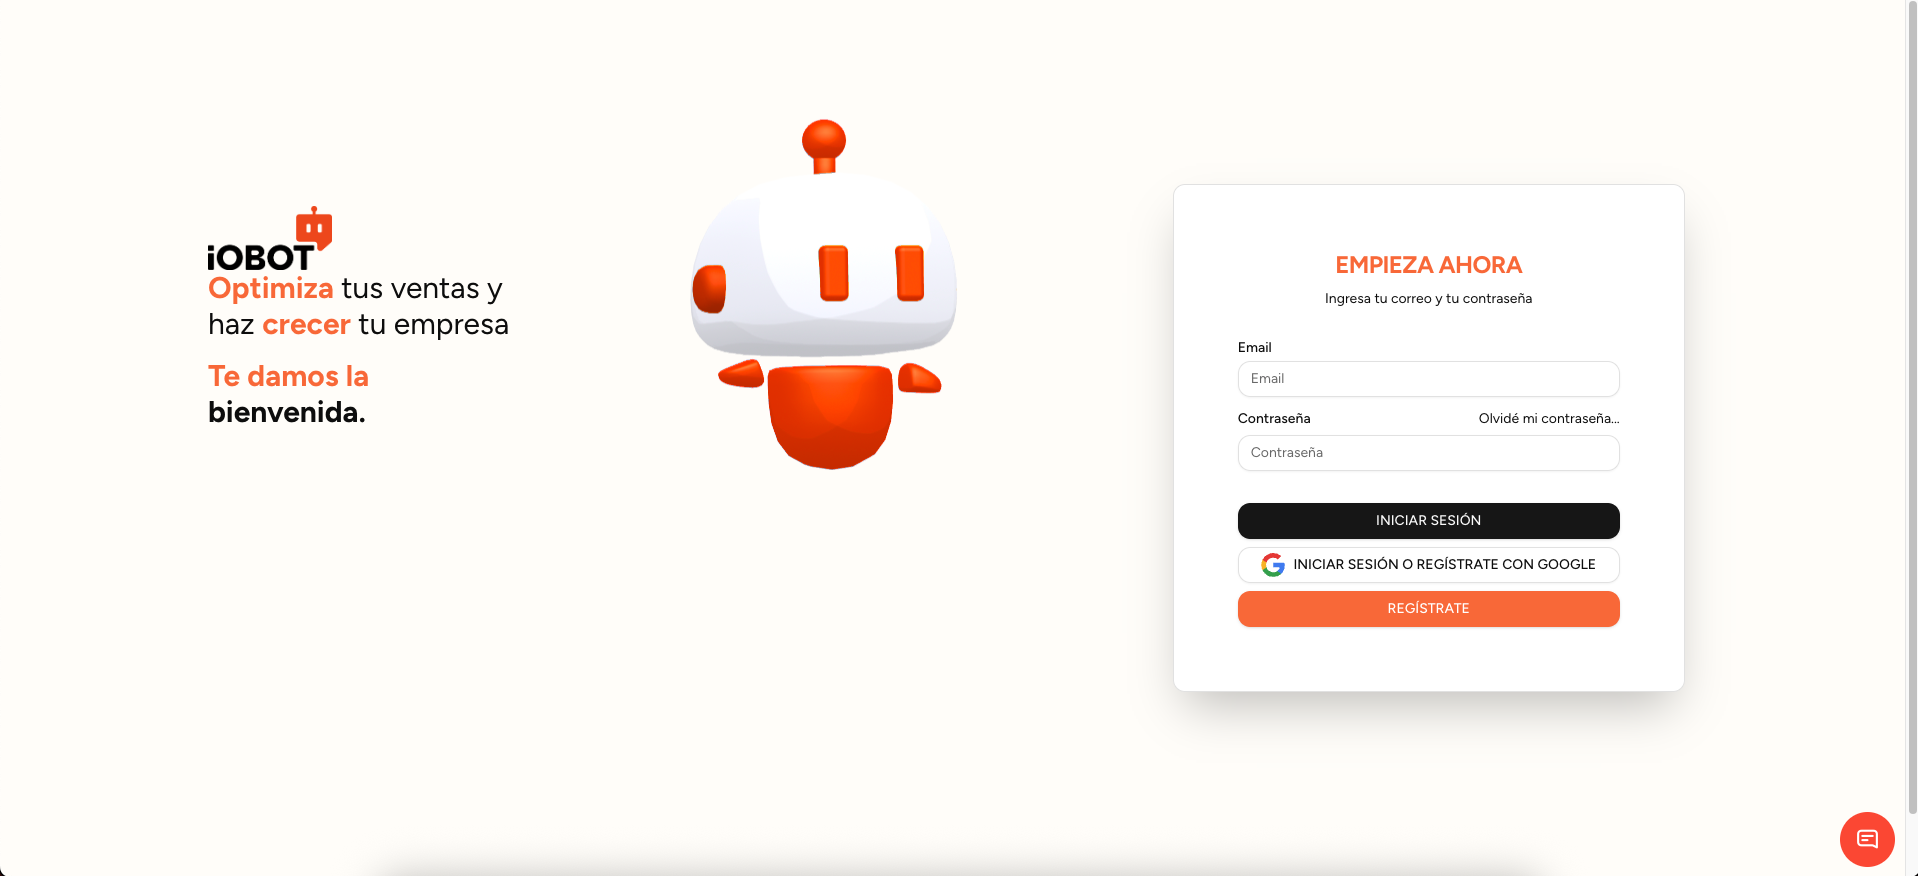 iOBOT
Optimiza tus ventas y
haz crecer tu empresa
Te damos la
bienvenida.
EMPIEZA AHORA
Ingresa tu correo y tu contraseña
Email
Email
Contraseña Olvidé mi contraseña...
Contraseña
INICIAR SESIÓN
INICIAR SESIÓN O REGÍSTRATE CON GOOGLE
REGÍSTRATE